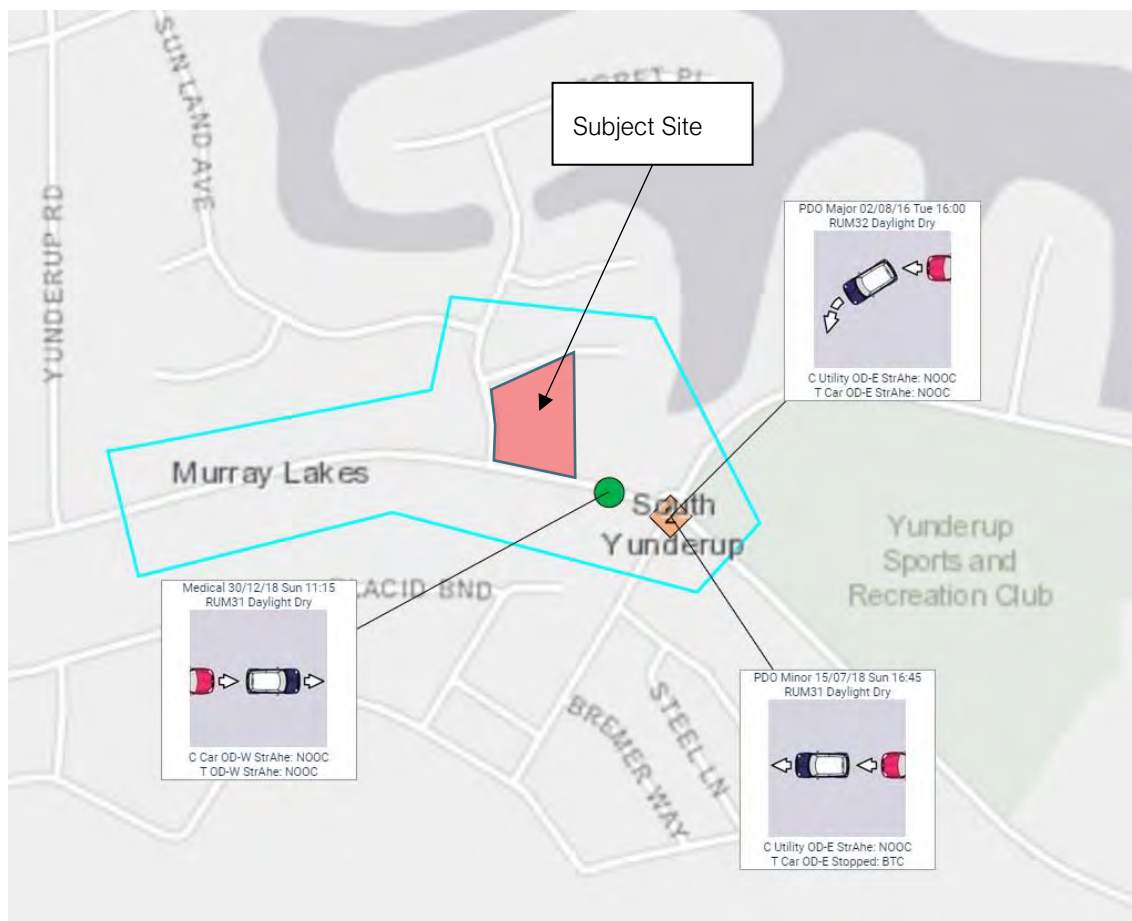 SUN LAND AVE
EGRET PL
Subject Site
YUNDERUP RD
PDO Major 02/08/16 Tue 16:00
RUM32 Daylight Dry
C Utility OD-E StrAhe: NOOC
T Car OD-E StrAhe: NOOC
Murray Lakes
South
Yunderup
2
Yunderup
Sports and
Recreation Club
PLACID BND
Medical 30/12/18 Sun 11:15
RUM31 Daylight Dry
C Car OD-W StrAhe: NOOC
T OD-W StrAhe: NOOC
STEEL LN
BREMER WAY
PDO Minor 15/07/18 Sun 16:45
RUM31 Daylight Dry
C Utility OD-E StrAhe: NOOC
T Car OD-E Stopped: BTC